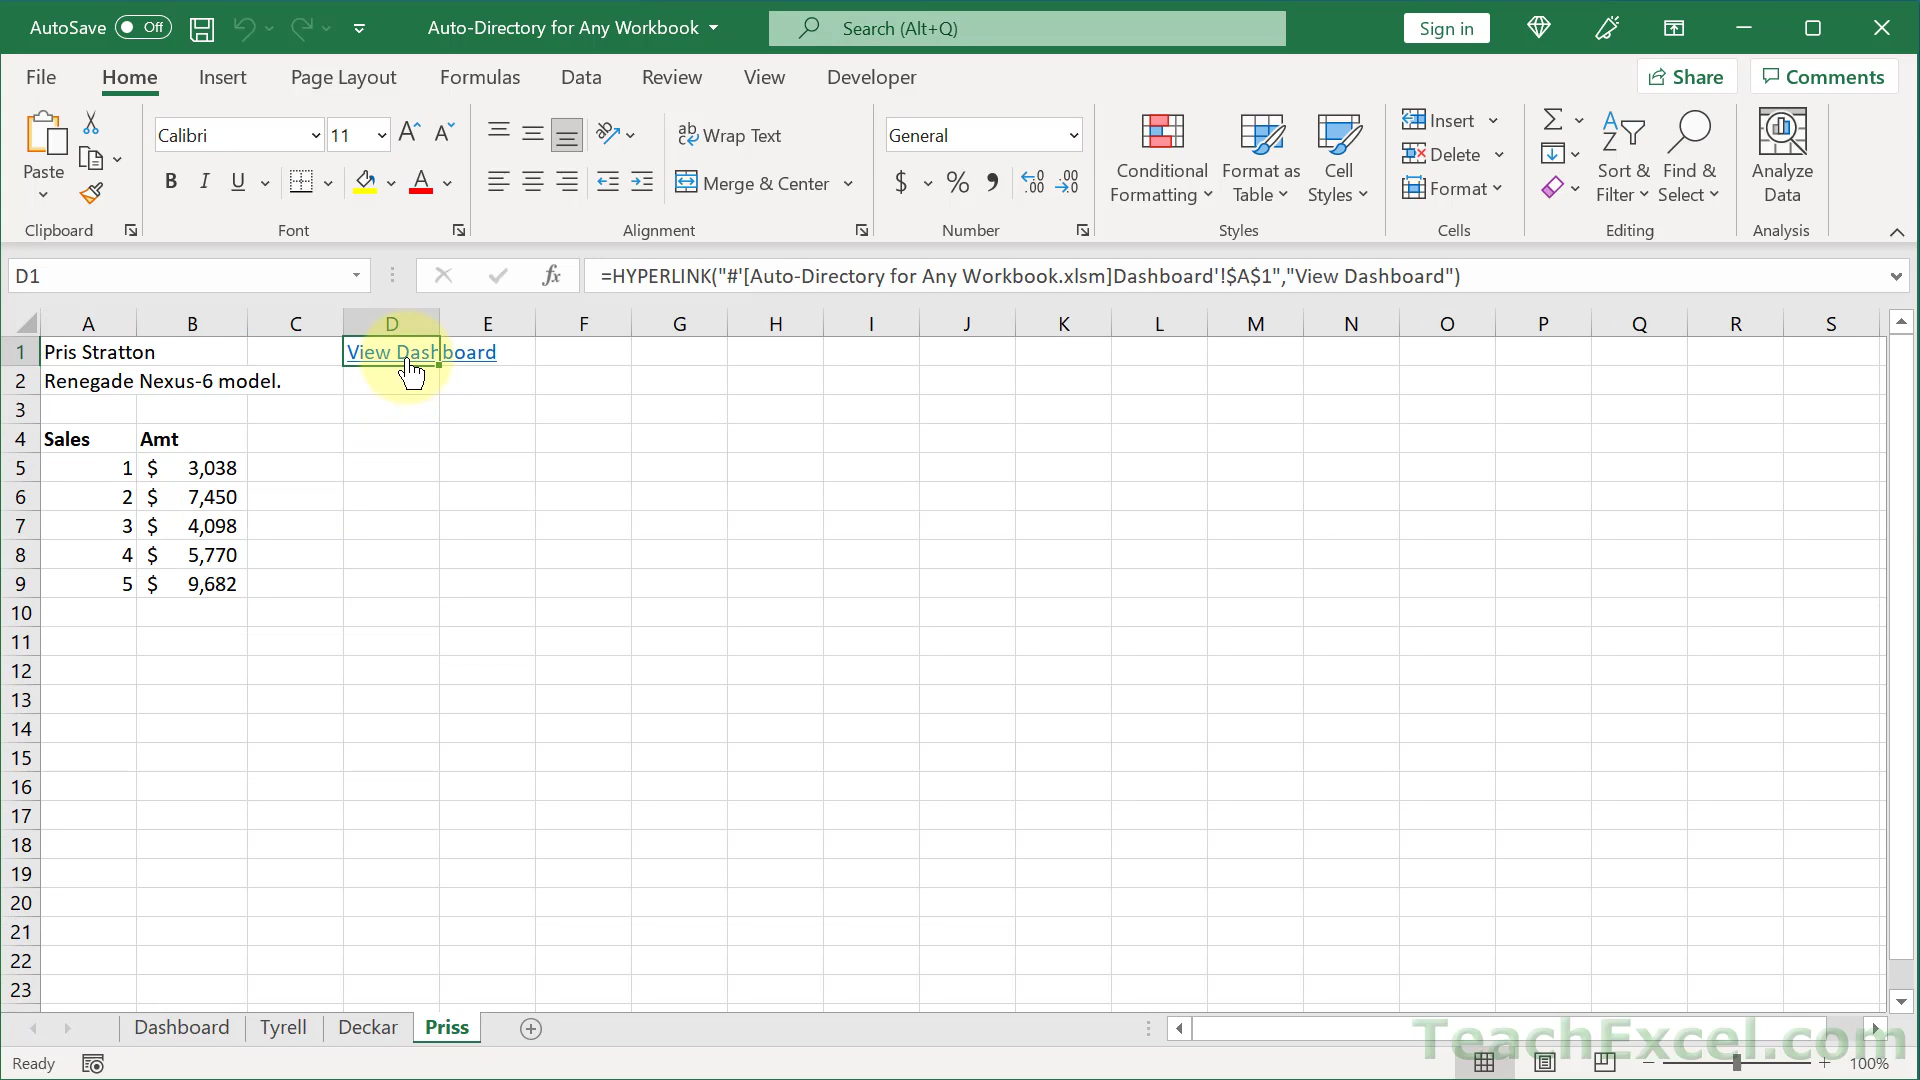 AutoSave Off Auto-Directory for Any Workbook Search (Alt+Q) Sign in
File Home Insert Page Layout Formulas Data Review View Developer Share Comments
Paste
Clipboard
Calibri 11
B I U
Font
Wrap Text
Merge & Center
Alignment
General
$ % 9
Number
Conditional Formatting
Format as Table
Cell Styles
Styles
Insert
Delete
Format
Cells
Sort & Filter
Find & Select
Editing
Analyze Data
Analysis
D1 fx =HYPERLINK("#'[Auto-Directory for Any Workbook.xlsm]Dashboard'!$A$1","View Dashboard")
A B C D E F G H I J K L M N O P Q R S
1 Pris Stratton View Dashboard
2 Renegade Nexus-6 model.
3
4 Sales Amt
5 1 $ 3,038
6 2 $ 7,450
7 3 $ 4,098
8 4 $ 5,770
9 5 $ 9,682
10
11
12
13
14
15
16
17
18
19
20
21
22
23
Dashboard Tyrell Deckar Priss
TeachExcel.com
Ready 100%